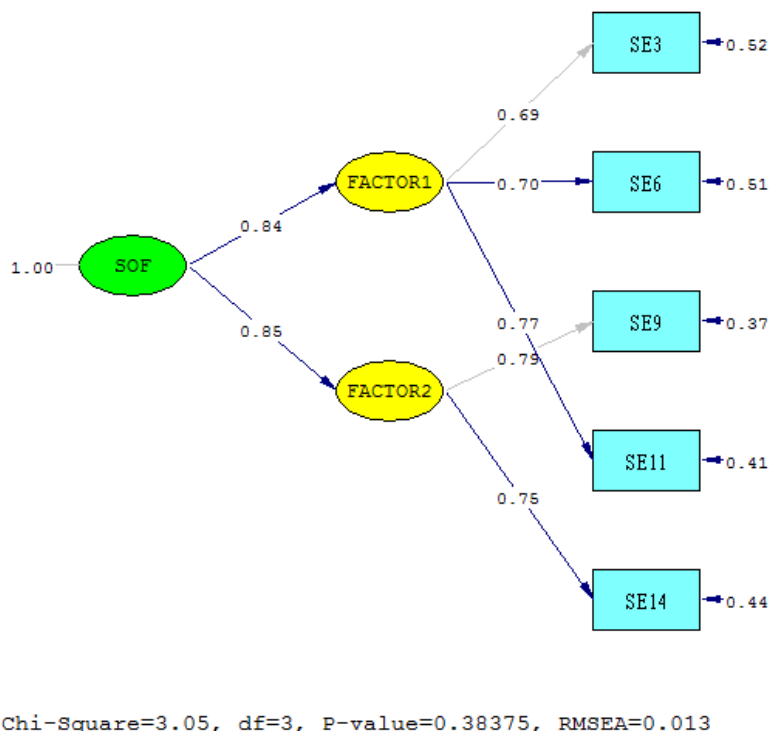 SE3
0.52
0.69
FACTOR1
0.70
SE6
0.51
0.84
1.00
SOF
0.77
SE9
0.37
0.85
0.79
FACTOR2
SE11
0.41
0.75
SE14
0.44
Chi-Square=3.05, df=3, P-value=0.38375, RMSEA=0.013